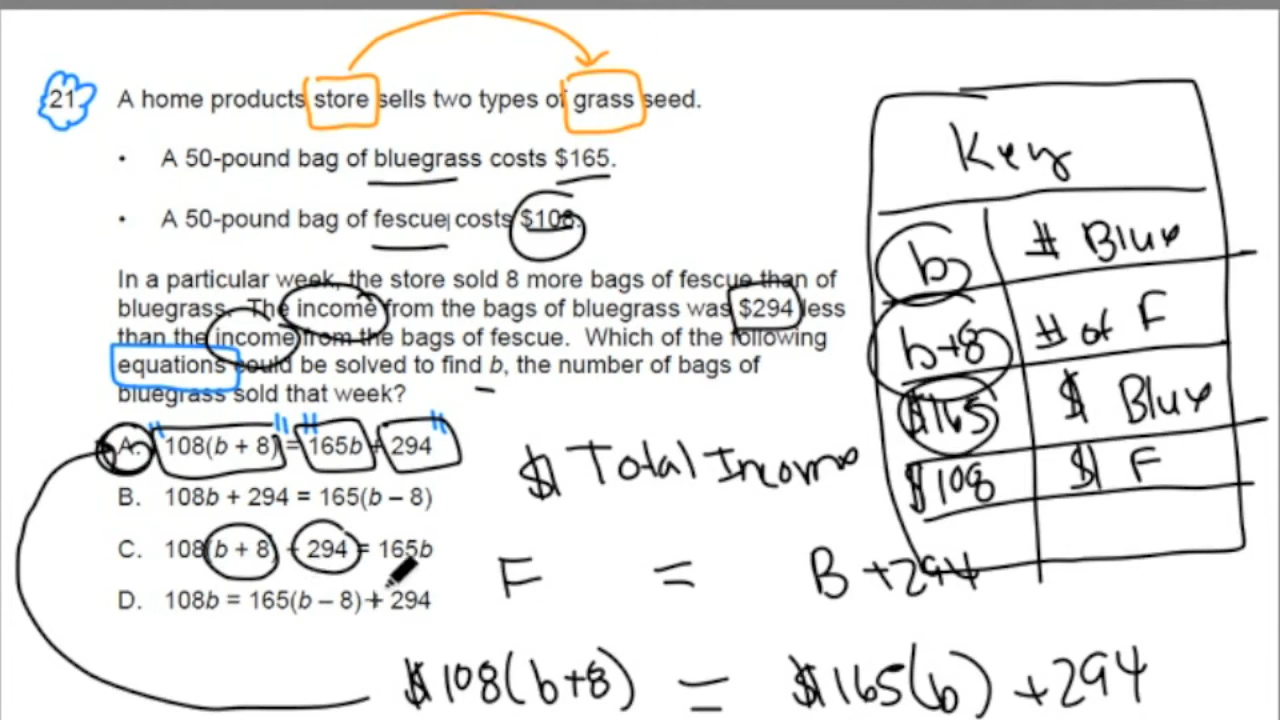 21 A home products store sells two types of grass seed.
• A 50-pound bag of bluegrass costs $165.
• A 50-pound bag of fescue costs $108.
In a particular week, the store sold 8 more bags of fescue than of
bluegrass. The income from the bags of bluegrass was $294 less
than the income from the bags of fescue. Which of the following
equations could be solved to find b, the number of bags of
bluegrass sold that week?
A. 108(b + 8) = 165b + 294
B. 108b + 294 = 165(b – 8)
C. 108(b + 8) + 294 = 165b
D. 108b = 165(b – 8) + 294
Key
b # Blue
b+8 # of F
$165 $ Blue
$108 $ F
$ Total Income
F = B +294
$108(b+8) = $165(b) +294